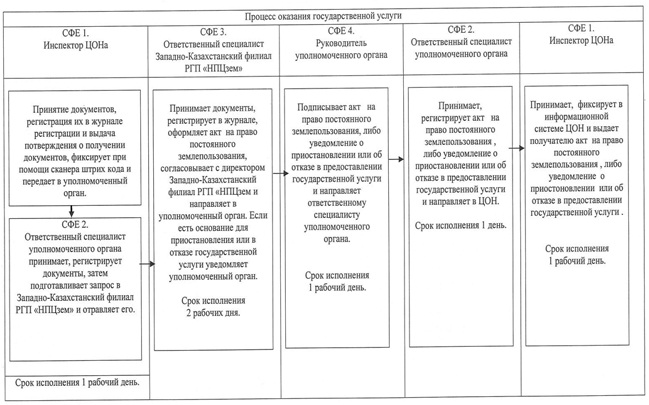 Процесс оказания государственной услуги
СФЕ 1.
Инспектор ЦОНа
Принятие документов,
регистрация их в журнале
регистрации и выдача
потверждения о получении
документов, фиксирует при
помощи сканера штрих кода и
передает в уполномоченный
орган.
СФЕ 2.
Ответственный специалист
уполномоченного органа
принимает, регистрирует
документы, затем
подготавливает запрос в
Западно-Казахстанский филиал
РГП «НПЦзем» и отравляет его.
Срок исполнения 1 рабочий день.
СФЕ 3.
Ответственный специалист
Западно-Казахстанский филиал
РГП «НПЦзем»
Принимает документы,
регистрирует в журнале,
оформляет акт на право
постоянного
землепользования,
согласовывает с директором
Западно-Казахстанский
филиал РГП «НПЦзем и
направляет в
уполномоченный орган. Если
есть основание для
приостановления или в
отказе государственной
услуги уведомляет
уполномоченный орган.
Срок исполнения
2 рабочих дня.
СФЕ 4.
Руководитель
уполномоченного органа
Подписывает акт на
право постоянного
землепользования, либо
уведомление о
приостановлении или об
отказе в предоставлении
государственной услуги
и направляет
ответственному
специалисту
уполномоченного
органа.
Срок исполнения
1 рабочий день.
СФЕ 2.
Ответственный специалист
уполномоченного органа
Принимает,
регистрирует акт на
право постоянного
землепользования ,
либо уведомление о
приостановлении или об
отказе в предоставлении
государственной услуги
и направляет в ЦОН.
Срок исполнения 1 день.
СФЕ 1.
Инспектор ЦОНа
Принимает, фиксирует в
информационной
системе ЦОН и выдает
получателю акт на право
постоянного
землепользования , либо
уведомление о
приостоновлении или об
отказе в предоставлении
государственной услуги .
Срок исполнения
1 рабочий день.